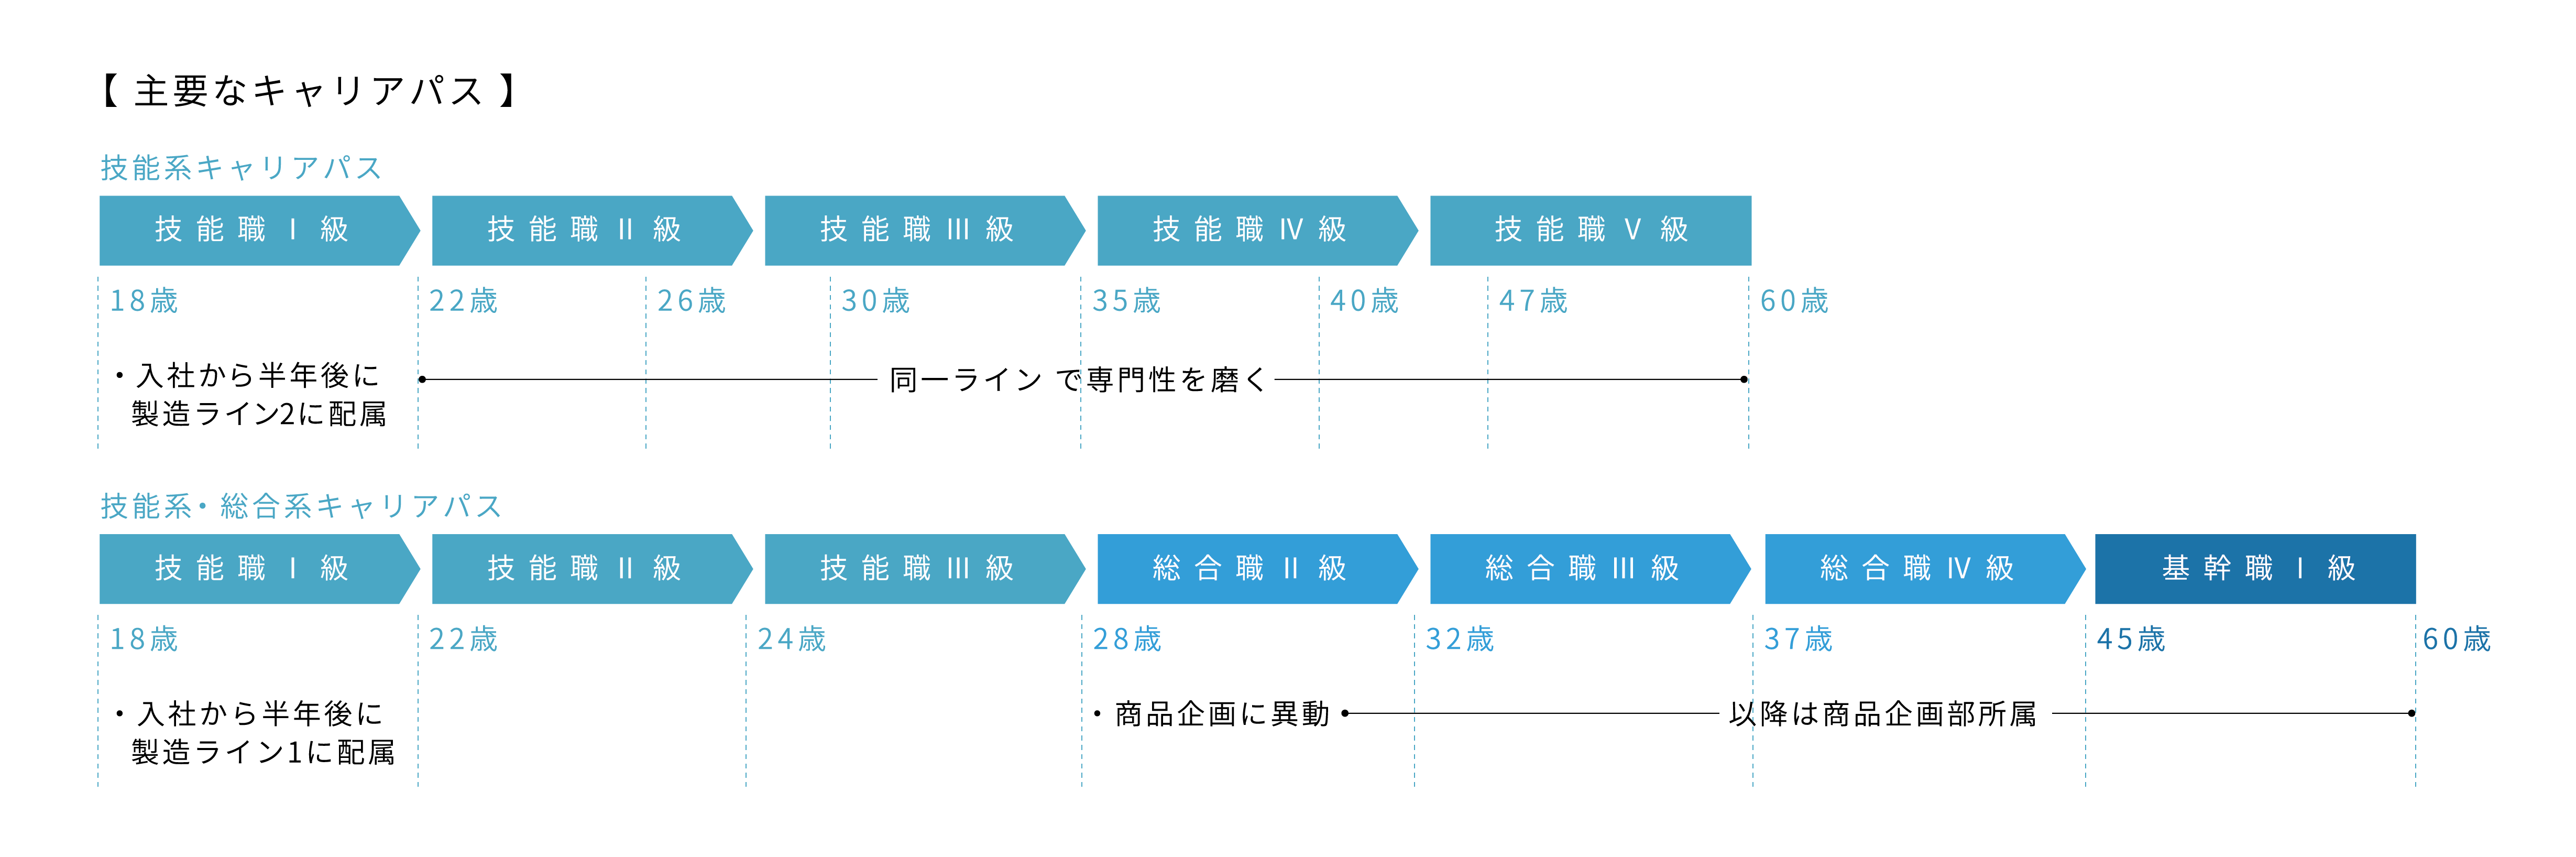 【 主要なキャリアパス 】
技能系キャリアパス
技能職 Ⅰ 級
技能職 Ⅱ 級
技能職 Ⅲ 級
技能職 Ⅳ 級
技能職 Ⅴ 級
18歳
22歳
26歳
30歳
35歳
40歳
47歳
60歳
・入社から半年後に
製造ライン2に配属
同一ライン で専門性を磨く
技能系・総合系キャリアパス
技能職 Ⅰ 級
技能職 Ⅱ 級
技能職 Ⅲ 級
総合職 Ⅱ 級
総合職 Ⅲ 級
総合職 Ⅳ 級
基幹職 Ⅰ 級
18歳
22歳
24歳
28歳
32歳
37歳
45歳
60歳
・入社から半年後に
製造ライン1に配属
・商品企画に異動
以降は商品企画部所属